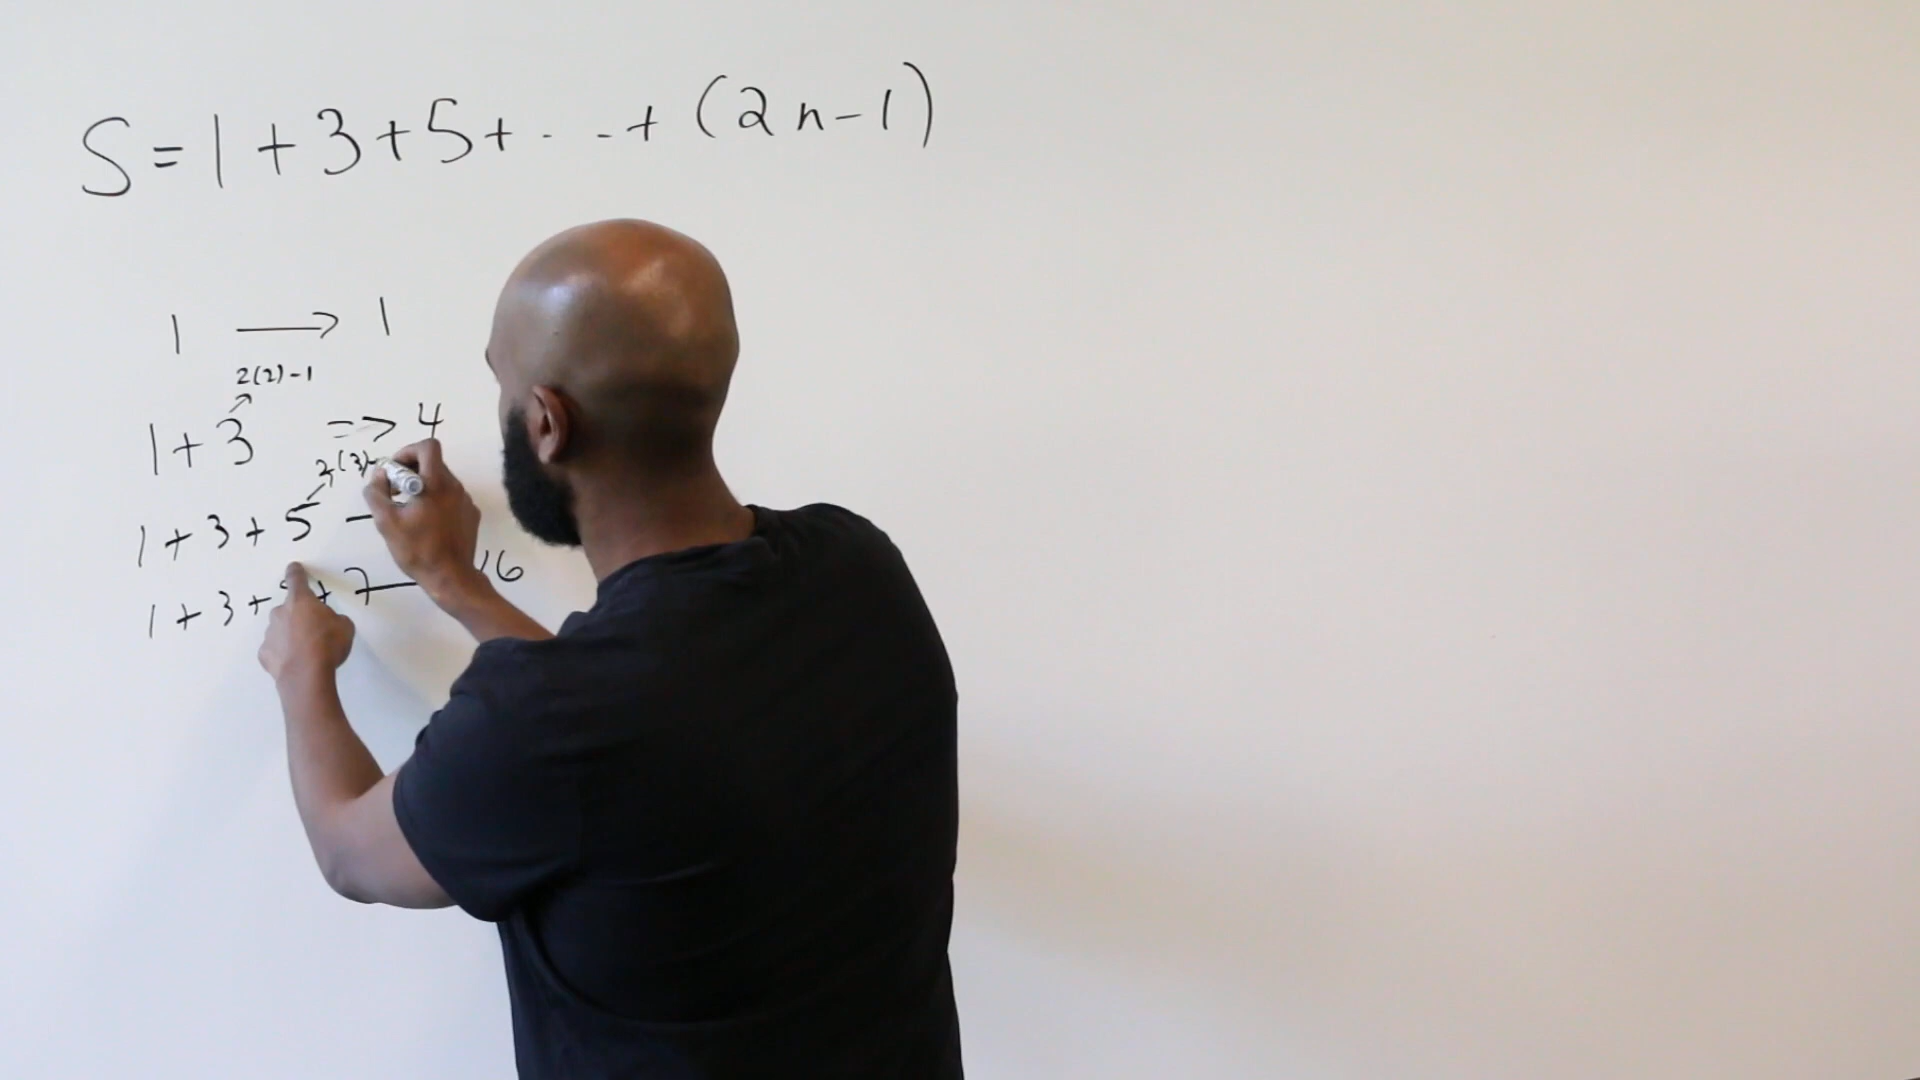 S = 1 + 3 + 5 + . . . + (2n - 1)
1 → 1
2(2) - 1
1 + 3 => 4
2(3)-
1 + 3 + 5 —
1 + 3 + + 7 — 16